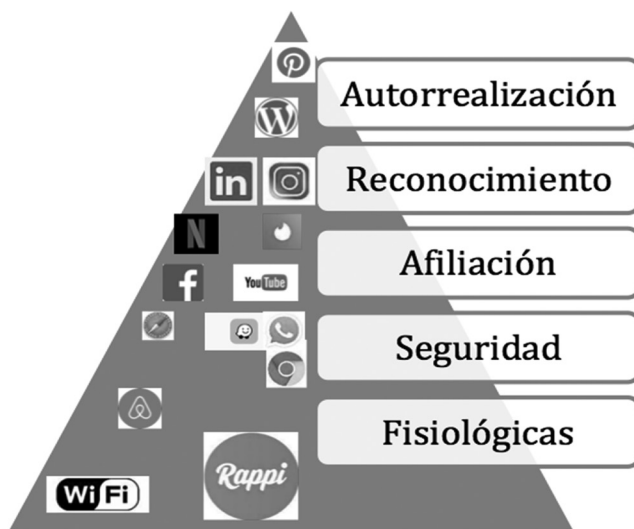 Autorrealización
in
Reconocimiento
N
Afiliación
f
YouTube
Seguridad
Fisiológicas
Rappi
WiFi